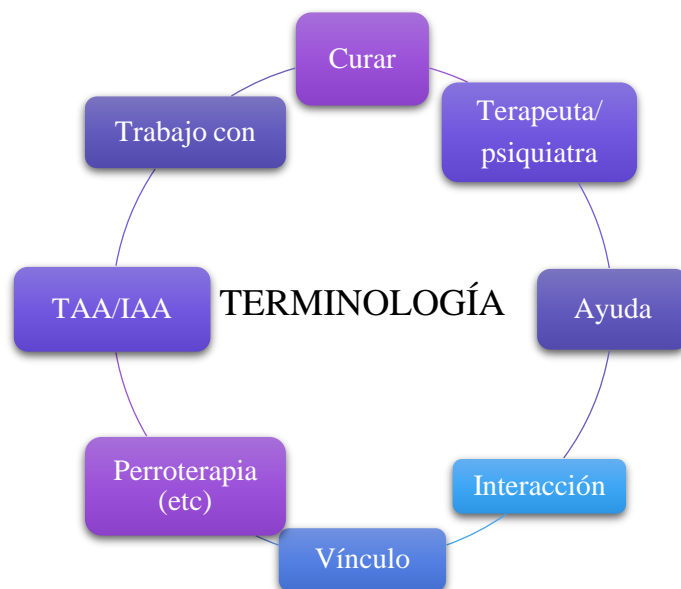 Curar
Terapeuta/
psiquiatra
Trabajo con
TAA/IAA
TERMINOLOGÍA
Ayuda
Perroterapia
(etc)
Interacción
Vínculo